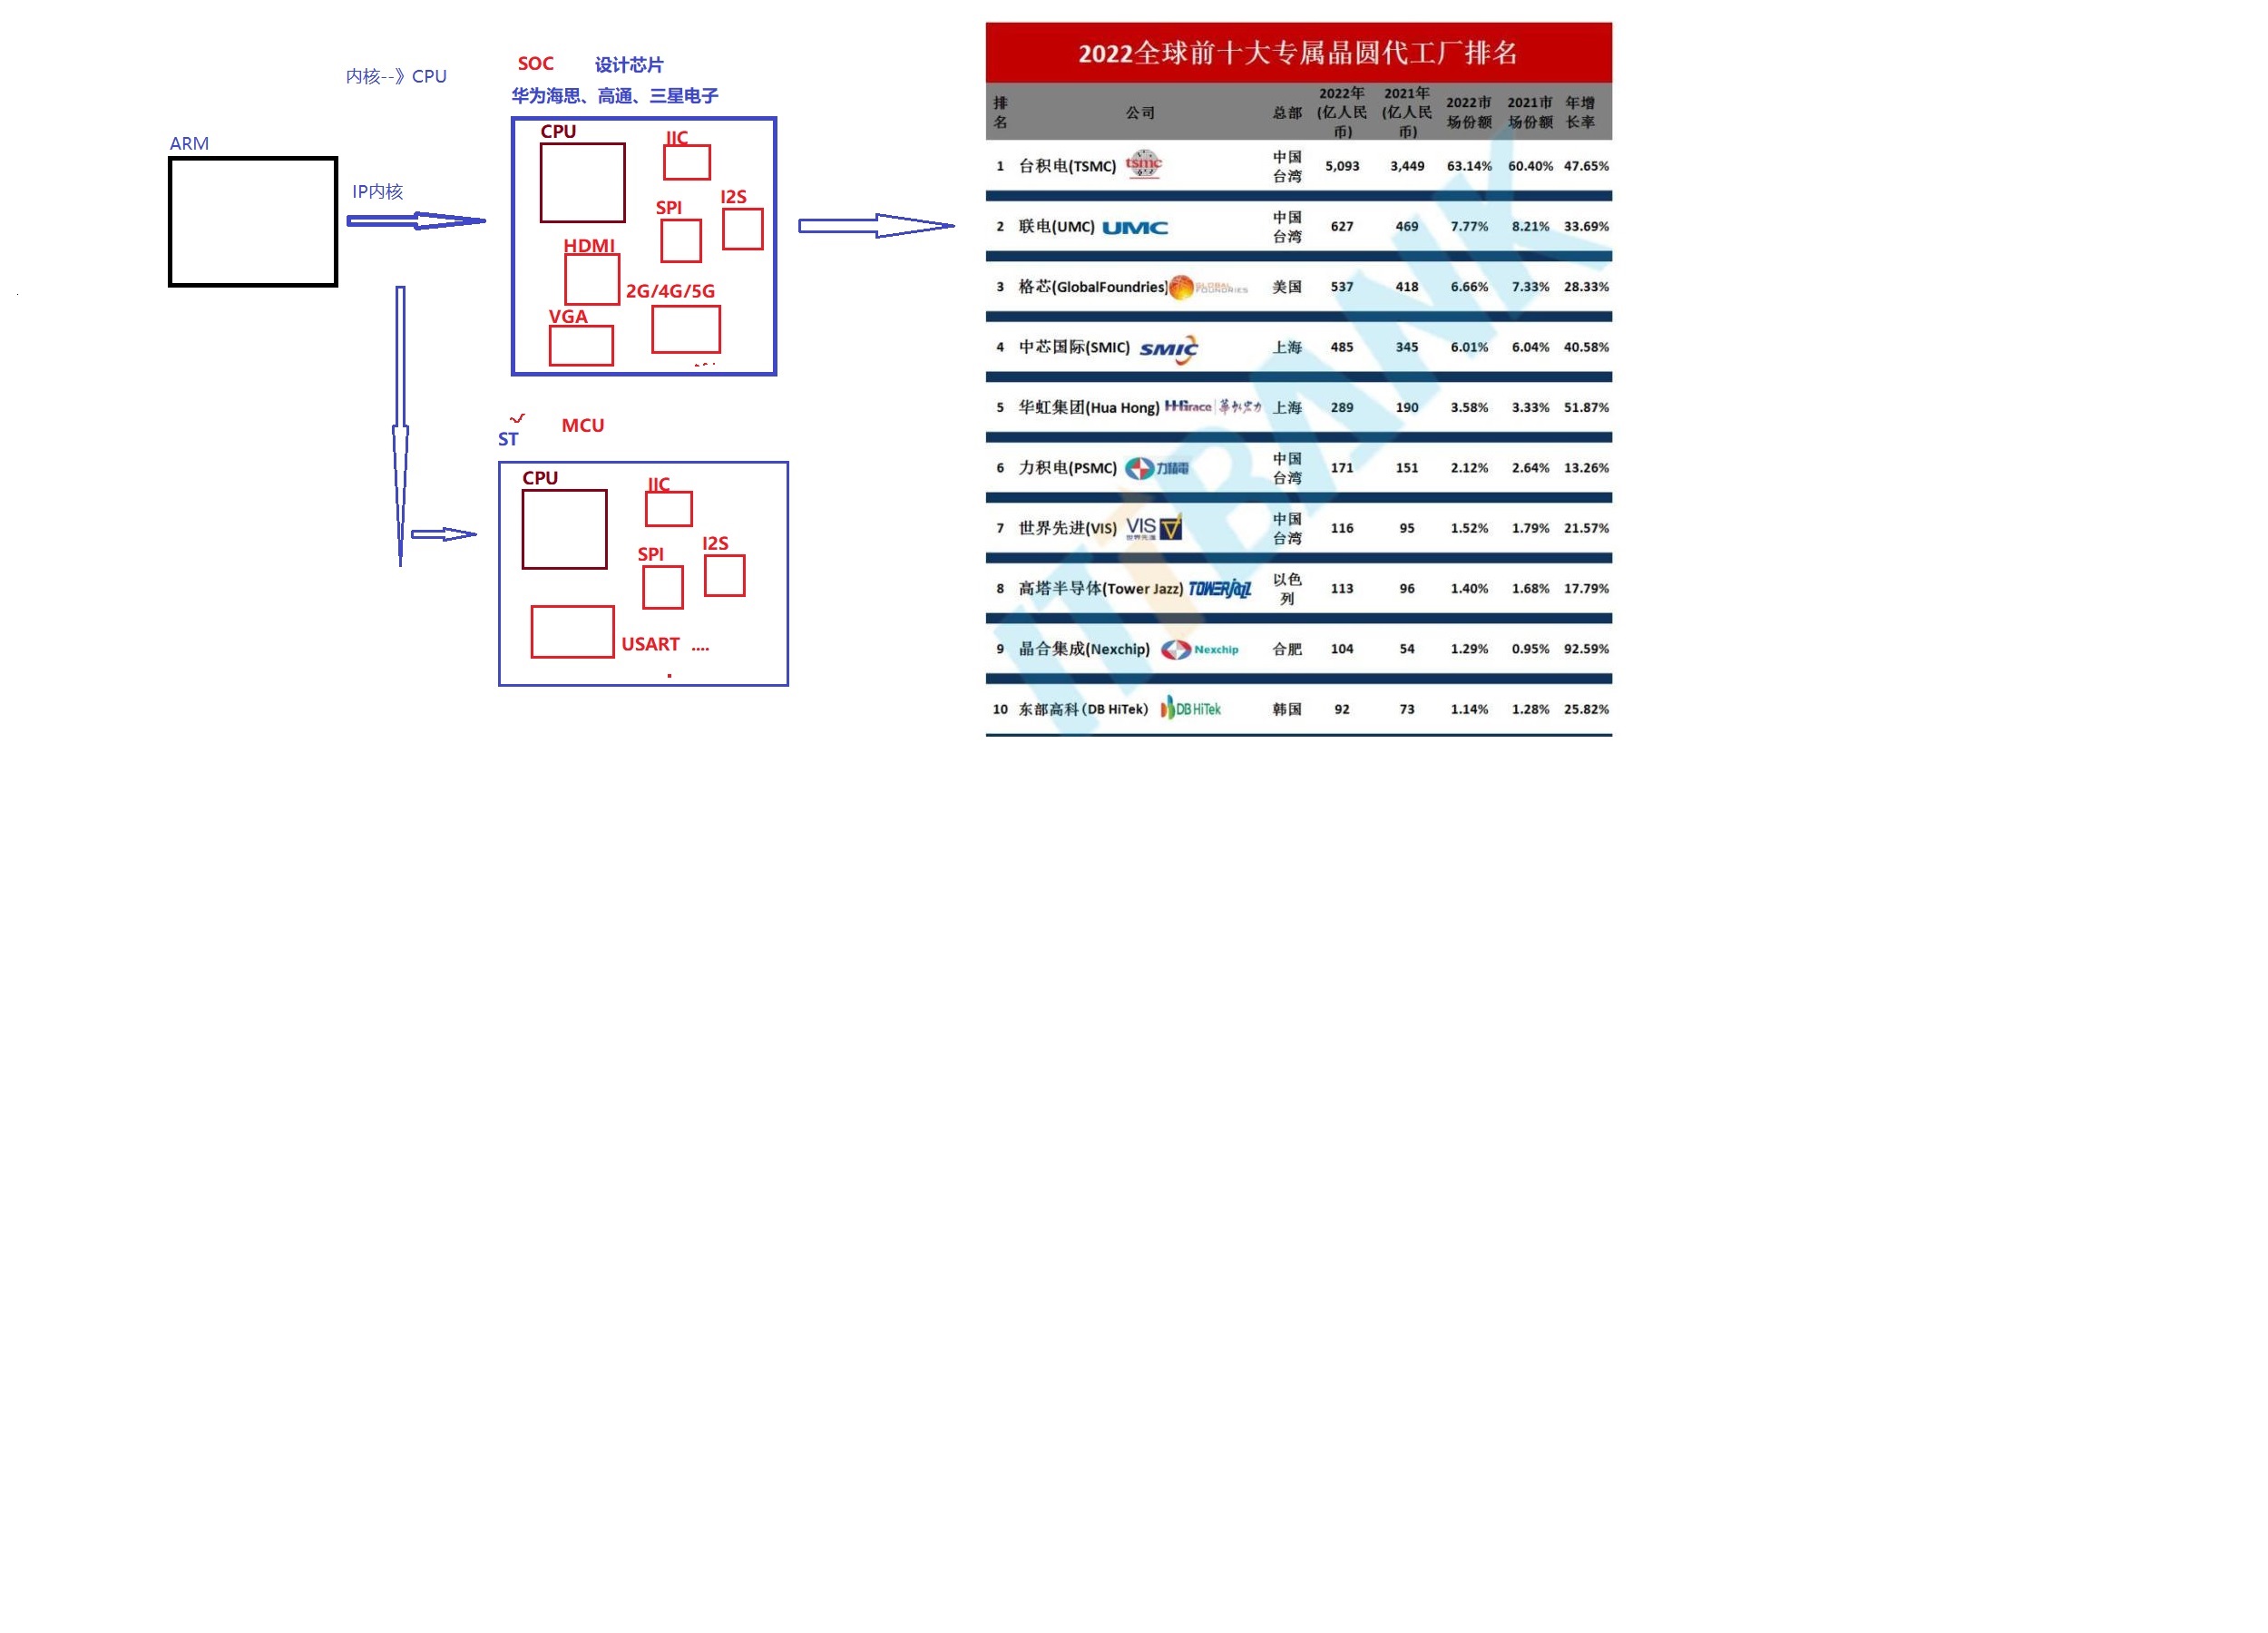 内核--》CPU
ARM
IP内核
SOC 设计芯片
华为海思、高通、三星电子
CPU
IIC
SPI
I2S
HDMI
2G/4G/5G
VGA
ST
MCU
CPU
IIC
SPI
I2S
USART ....
2022全球前十大专属晶圆代工厂排名
排名 公司 总部 2022年(亿人民币) 2021年(亿人民币) 2022市场份额 2021市场份额 年增长率
1 台积电(TSMC) tsmc 中国台湾 5,093 3,449 63.14% 60.40% 47.65%
2 联电(UMC) UMC 中国台湾 627 469 7.77% 8.21% 33.69%
3 格芯(GlobalFoundries) GLOBAL FOUNDRIES 美国 537 418 6.66% 7.33% 28.33%
4 中芯国际(SMIC) SMIC 上海 485 345 6.01% 6.04% 40.58%
5 华虹集团(Hua Hong) HHGrace 上海 289 190 3.58% 3.33% 51.87%
6 力积电(PSMC) 力積電 中国台湾 171 151 2.12% 2.64% 13.26%
7 世界先进(VIS) VIS 世界先進 中国台湾 116 95 1.52% 1.79% 21.57%
8 高塔半导体(Tower Jazz) TOWERjazz 以色列 113 96 1.40% 1.68% 17.79%
9 晶合集成(Nexchip) Nexchip 合肥 104 54 1.29% 0.95% 92.59%
10 东部高科(DB HiTek) DB HiTek 韩国 92 73 1.14% 1.28% 25.82%